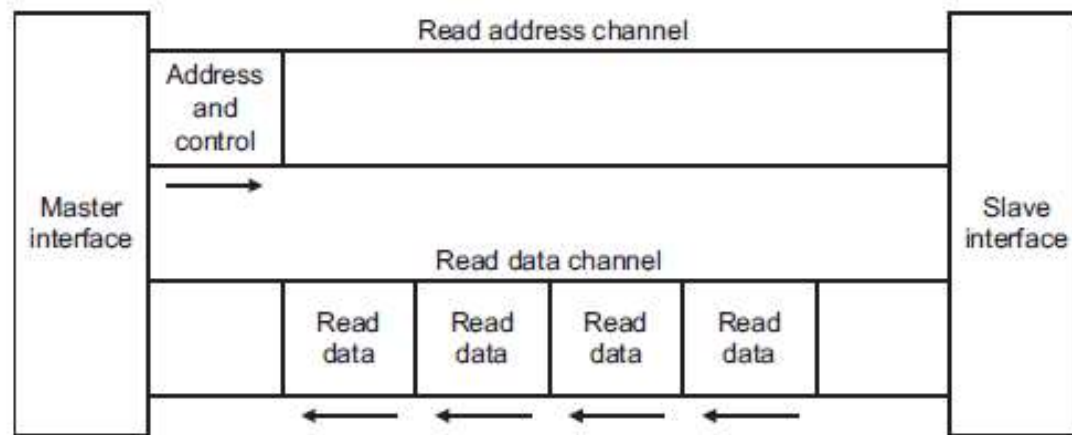 Read address channel
Address
and
control
Master
interface
Slave
interface
Read data channel
Read
data
Read
data
Read
data
Read
data